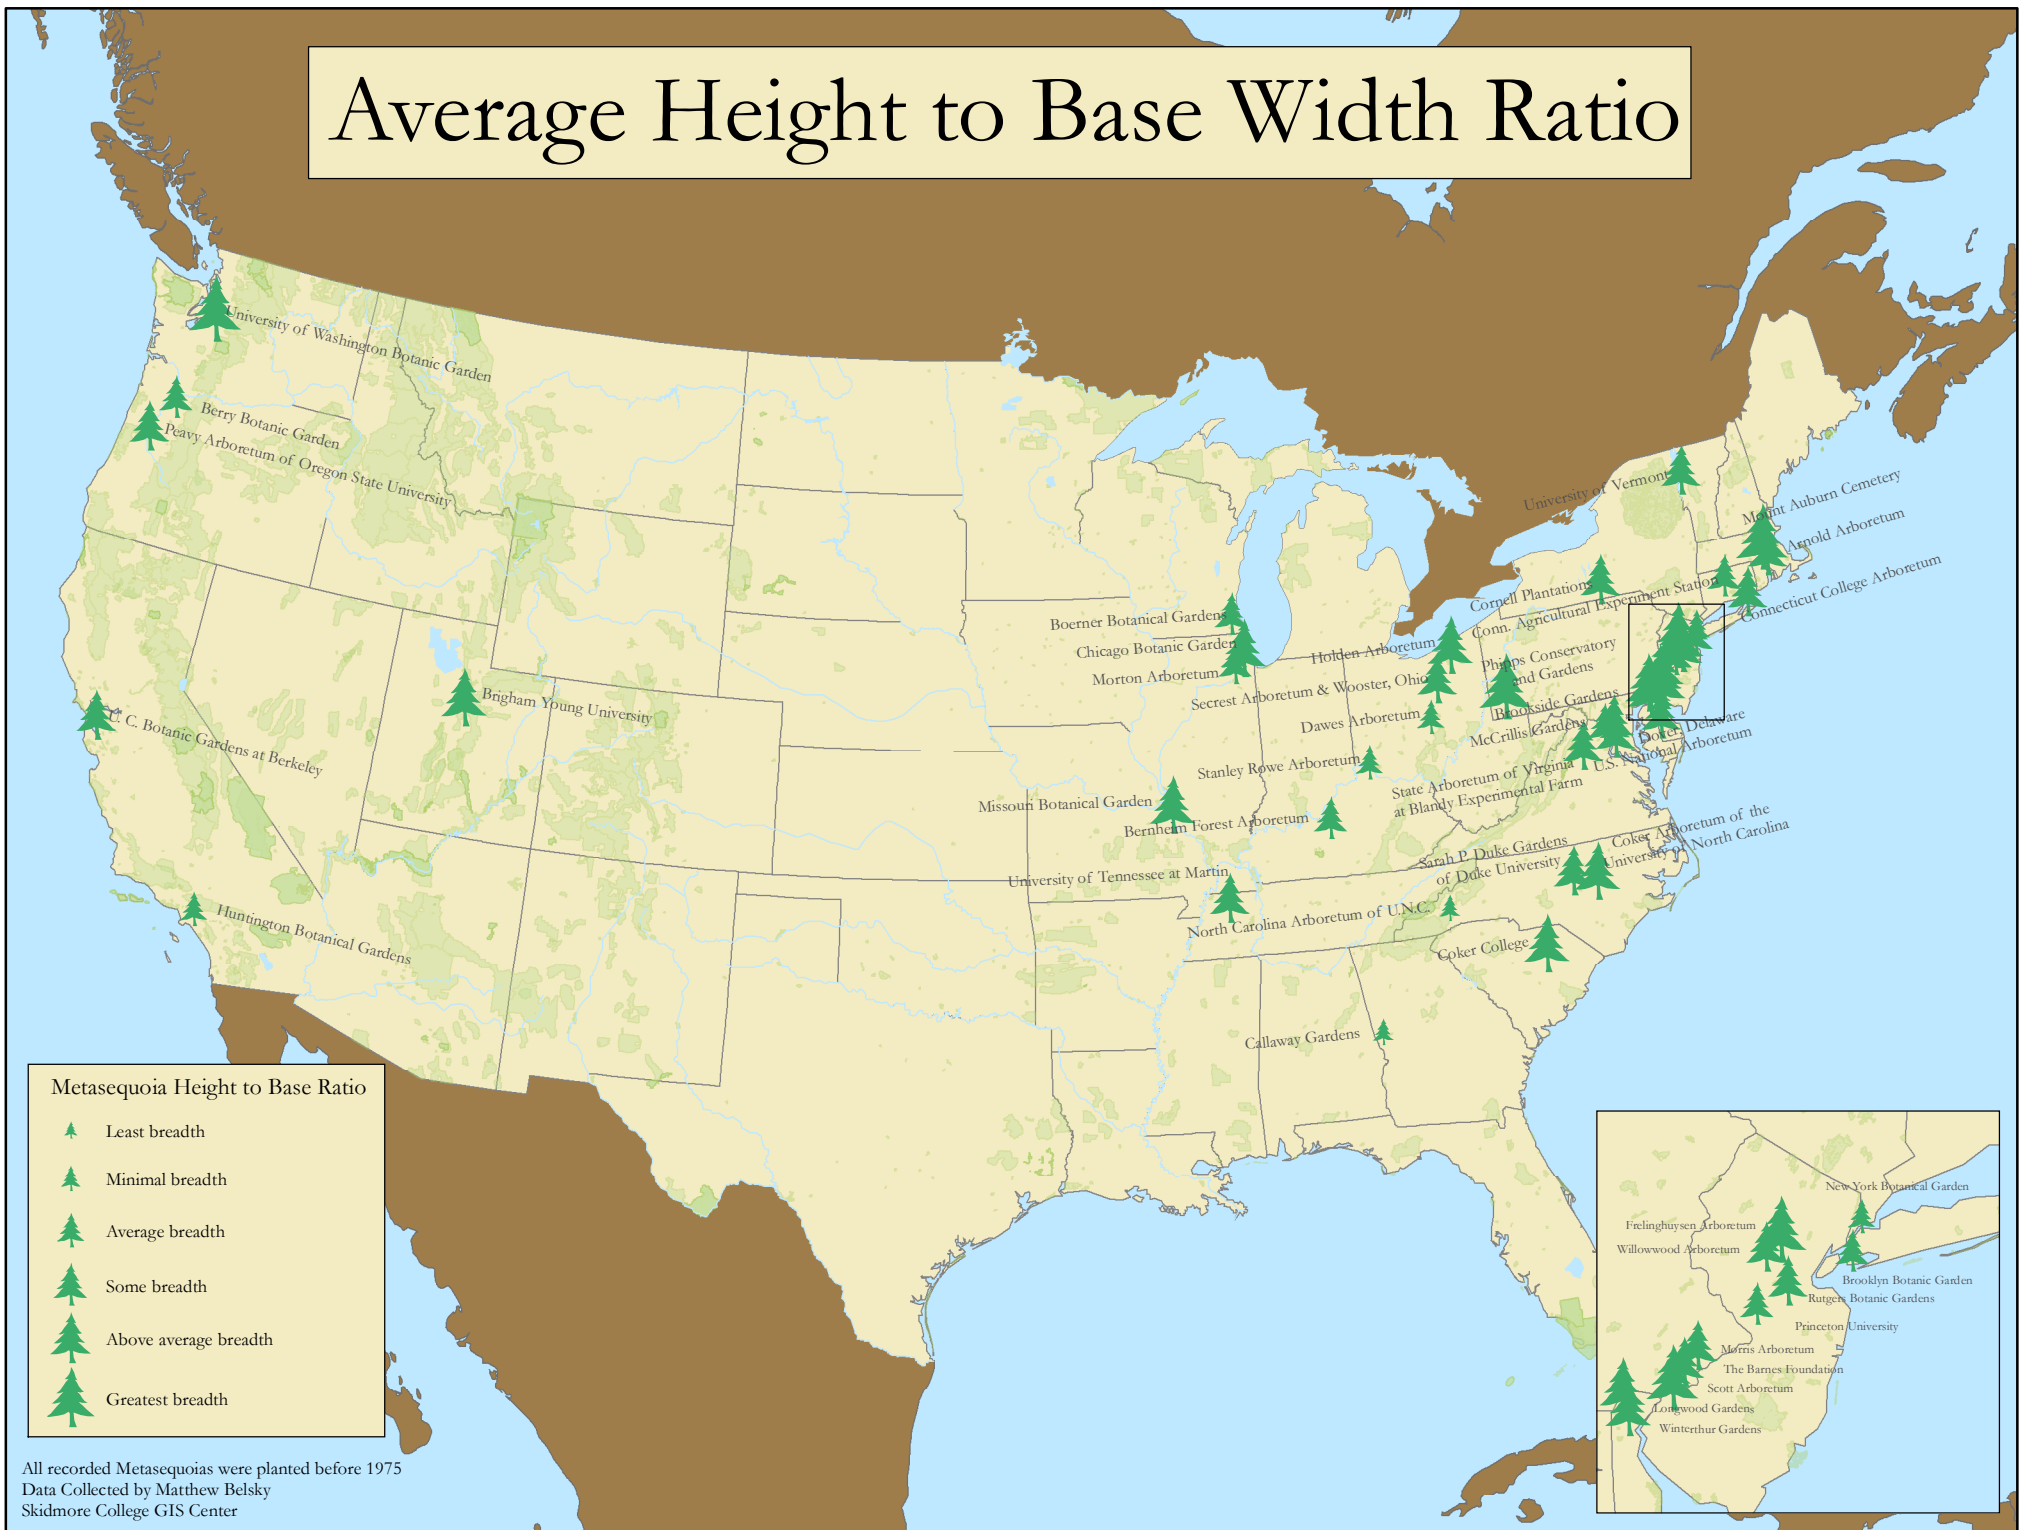 Average Height to Base Width Ratio
University of Washington Botanic Garden
Berry Botanic Garden
Peavy Arboretum of Oregon State University
U. C. Botanic Gardens at Berkeley
Brigham Young University
Huntington Botanical Gardens
University of Vermont
Mount Auburn Cemetery
Arnold Arboretum
Connecticut College Arboretum
Cornell Plantations
Conn. Agricultural Experiment Station
Boerner Botanical Gardens
Chicago Botanic Garden
Morton Arboretum
Holden Arboretum
Secrest Arboretum & Wooster, Ohio
Phipps Conservatory
and Gardens
Dawes Arboretum
Brookside Gardens
McCrillis Gardens
Dover, Delaware
U.S. National Arboretum
Stanley Rowe Arboretum
State Arboretum of Virginia
at Blandy Experimental Farm
Missouri Botanical Garden
Bernheim Forest Arboretum
Sarah P. Duke Gardens
of Duke University
Coker Arboretum of the
University of North Carolina
University of Tennessee at Martin
North Carolina Arboretum of U.N.C.
Coker College
Callaway Gardens
Metasequoia Height to Base Ratio
Least breadth
Minimal breadth
Average breadth
Some breadth
Above average breadth
Greatest breadth
All recorded Metasequoias were planted before 1975
Data Collected by Matthew Belsky
Skidmore College GIS Center
New York Botanical Garden
Frelinghuysen Arboretum
Willowwood Arboretum
Brooklyn Botanic Garden
Rutgers Botanic Gardens
Princeton University
Morris Arboretum
The Barnes Foundation
Scott Arboretum
Longwood Gardens
Winterthur Gardens